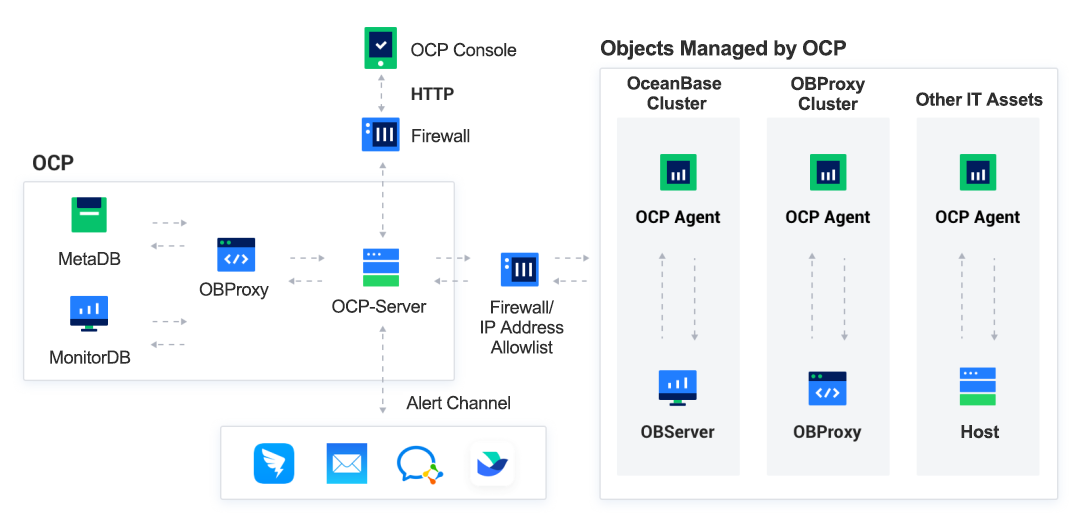 OCP Console
HTTP
Firewall
OCP
MetaDB
MonitorDB
OBProxy
OCP-Server
Firewall/
IP Address
Allowlist
Alert Channel
Objects Managed by OCP
OceanBase
Cluster
OCP Agent
OBServer
OBProxy
Cluster
OCP Agent
OBProxy
Other IT Assets
OCP Agent
Host